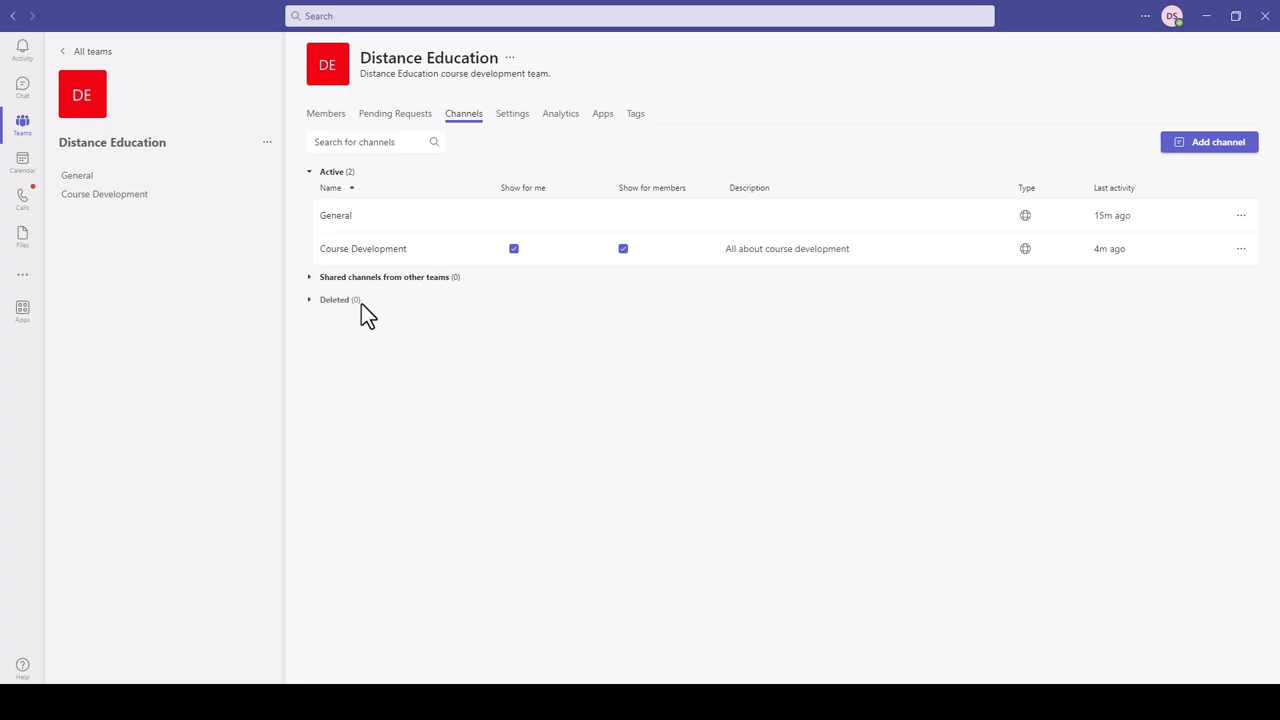 Search
DS
Activity
Chat
Teams
Calendar
Calls
Files
Apps
Help
All teams
DE
Distance Education
General
Course Development
DE
Distance Education
Distance Education course development team.
Members Pending Requests Channels Settings Analytics Apps Tags
Search for channels
Add channel
Active (2)
Name Show for me Show for members Description Type Last activity
General 15m ago
Course Development All about course development 4m ago
Shared channels from other teams (0)
Deleted (0)